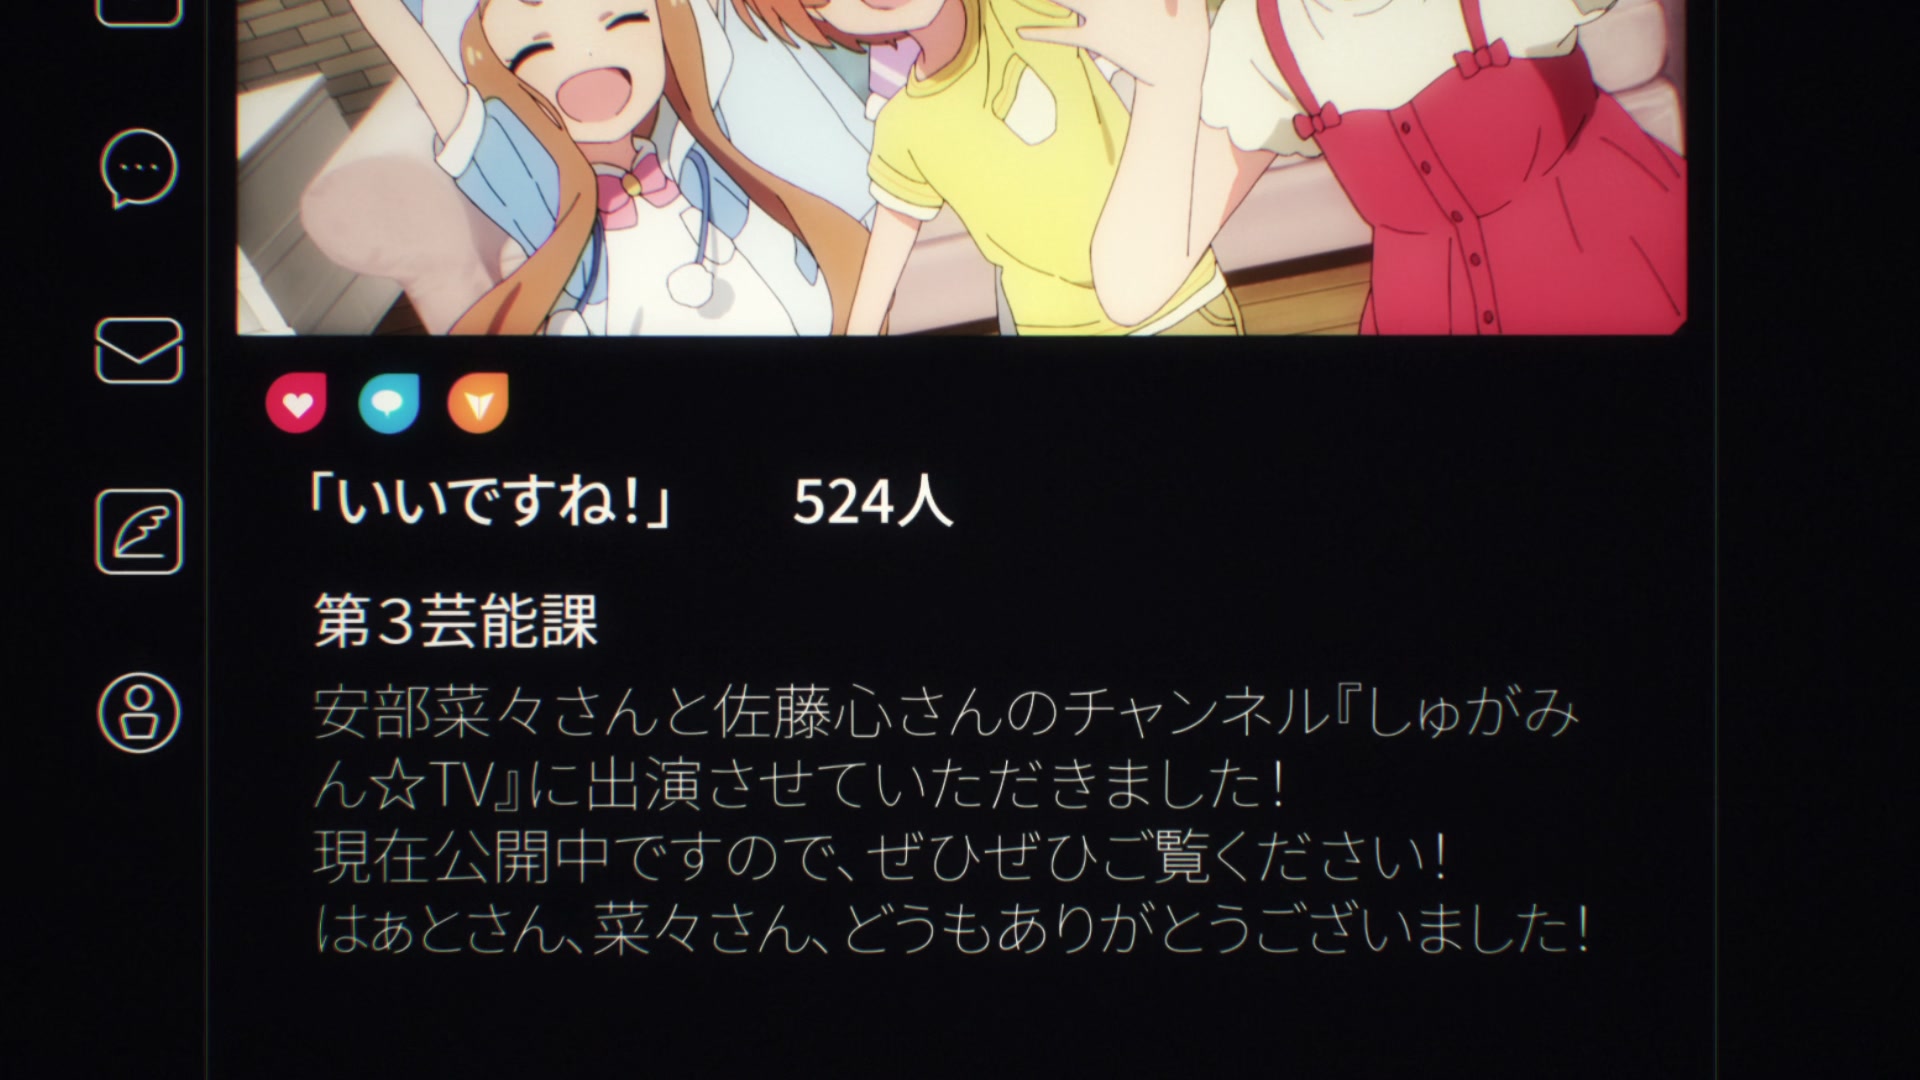 「いいですね!」 524人
第3芸能課
安部菜々さんと佐藤心さんのチャンネル『しゅがみ
ん☆TV』に出演させていただきました!
現在公開中ですので、ぜひぜひご覧ください!
はぁとさん、菜々さん、どうもありがとうございました!